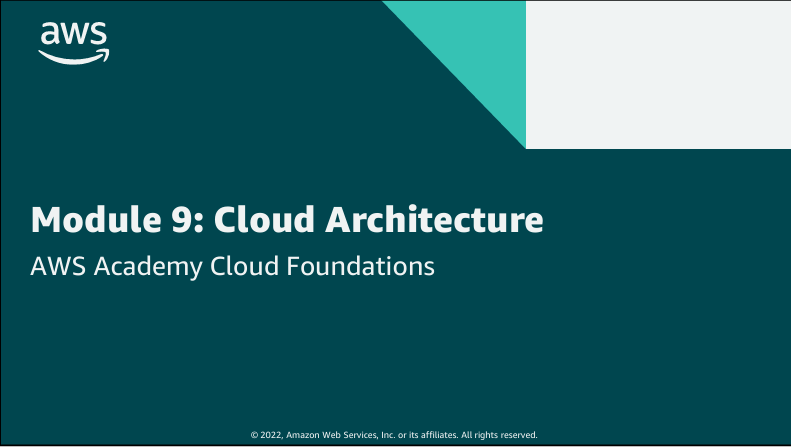 aws
Module 9: Cloud Architecture
AWS Academy Cloud Foundations
© 2022, Amazon Web Services, Inc. or its affiliates. All rights reserved.